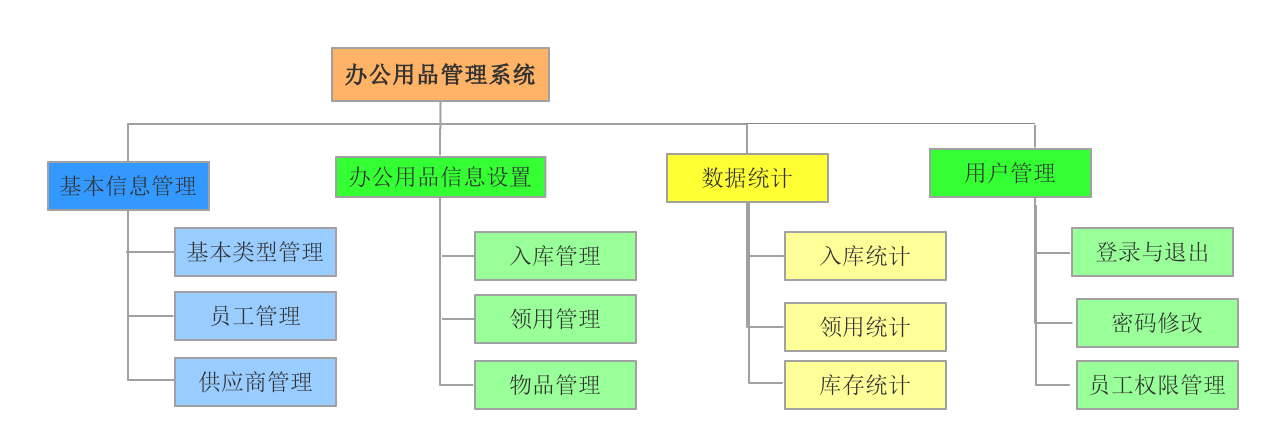 办公用品管理系统
基本信息管理
办公用品信息设置
数据统计
用户管理
基本类型管理
员工管理
供应商管理
入库管理
领用管理
物品管理
入库统计
领用统计
库存统计
登录与退出
密码修改
员工权限管理